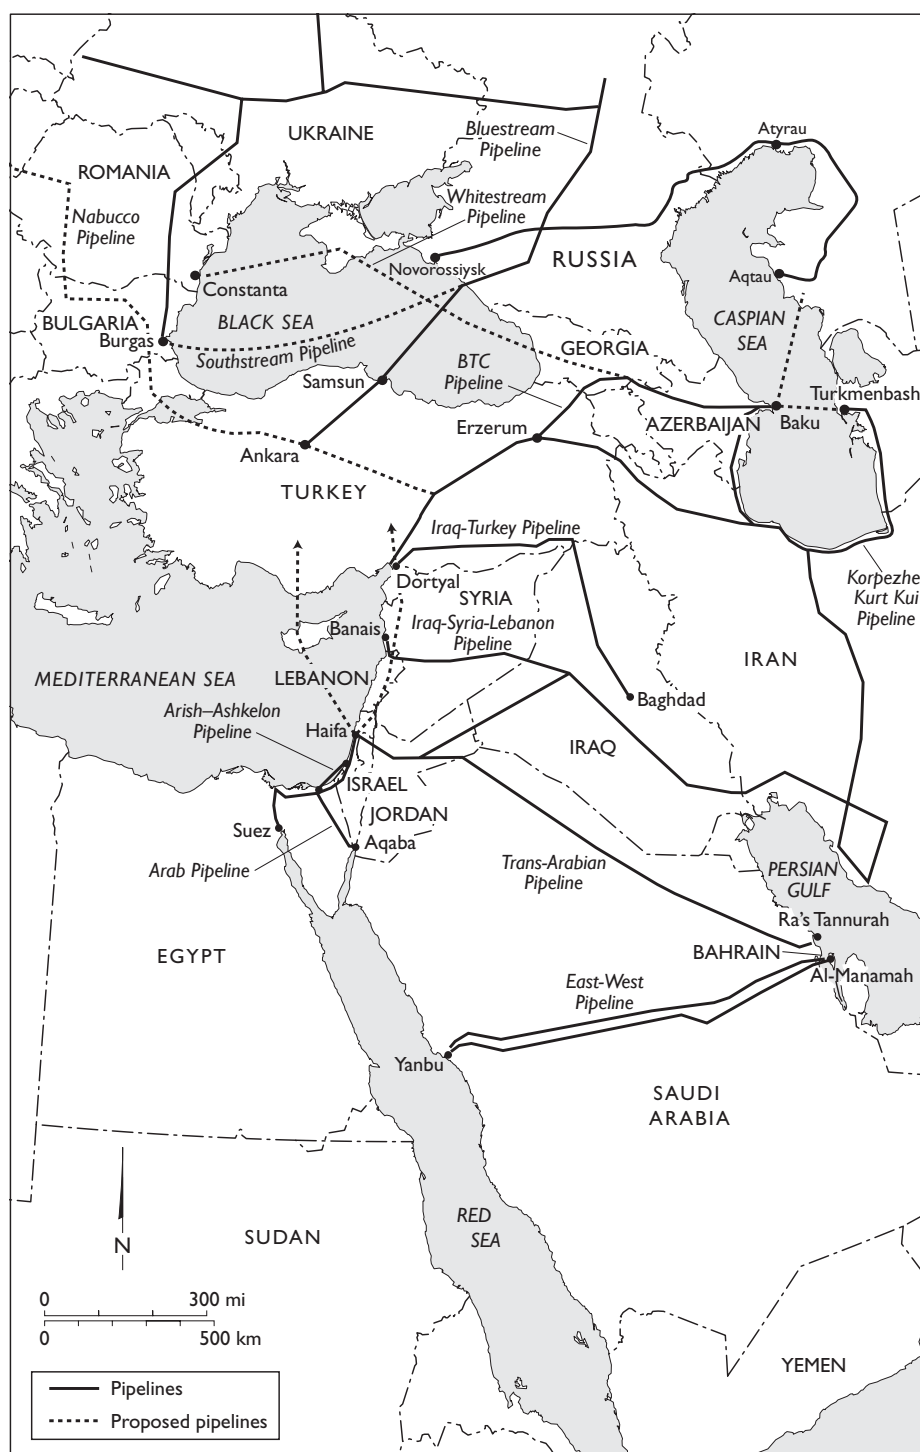 UKRAINE
Bluestream
Pipeline
Atyrau
ROMANIA
Nabucco
Pipeline
Whitestream
Pipeline
Novorossiysk
RUSSIA
Aqtau
Constanta
BLACK SEA
CASPIAN
SEA
BULGARIA
Burgas
Southstream Pipeline
GEORGIA
BTC
Pipeline
Samsun
Turkmenbash
Erzerum
AZERBAIJAN
Baku
Ankara
TURKEY
Iraq-Turkey Pipeline
Dortyal
Korpezhe
Kurt Kui
Pipeline
SYRIA
Banais
Iraq-Syria-Lebanon
Pipeline
IRAN
MEDITERRANEAN SEA
LEBANON
Baghdad
Arish–Ashkelon
Pipeline
Haifa
IRAQ
ISRAEL
JORDAN
Suez
Aqaba
Arab Pipeline
Trans-Arabian
Pipeline
PERSIAN
GULF
Ra's Tannurah
EGYPT
BAHRAIN
Al-Manamah
East-West
Pipeline
Yanbu
SAUDI
ARABIA
RED
SEA
N
SUDAN
0 300 mi
0 500 km
YEMEN
Pipelines
Proposed pipelines